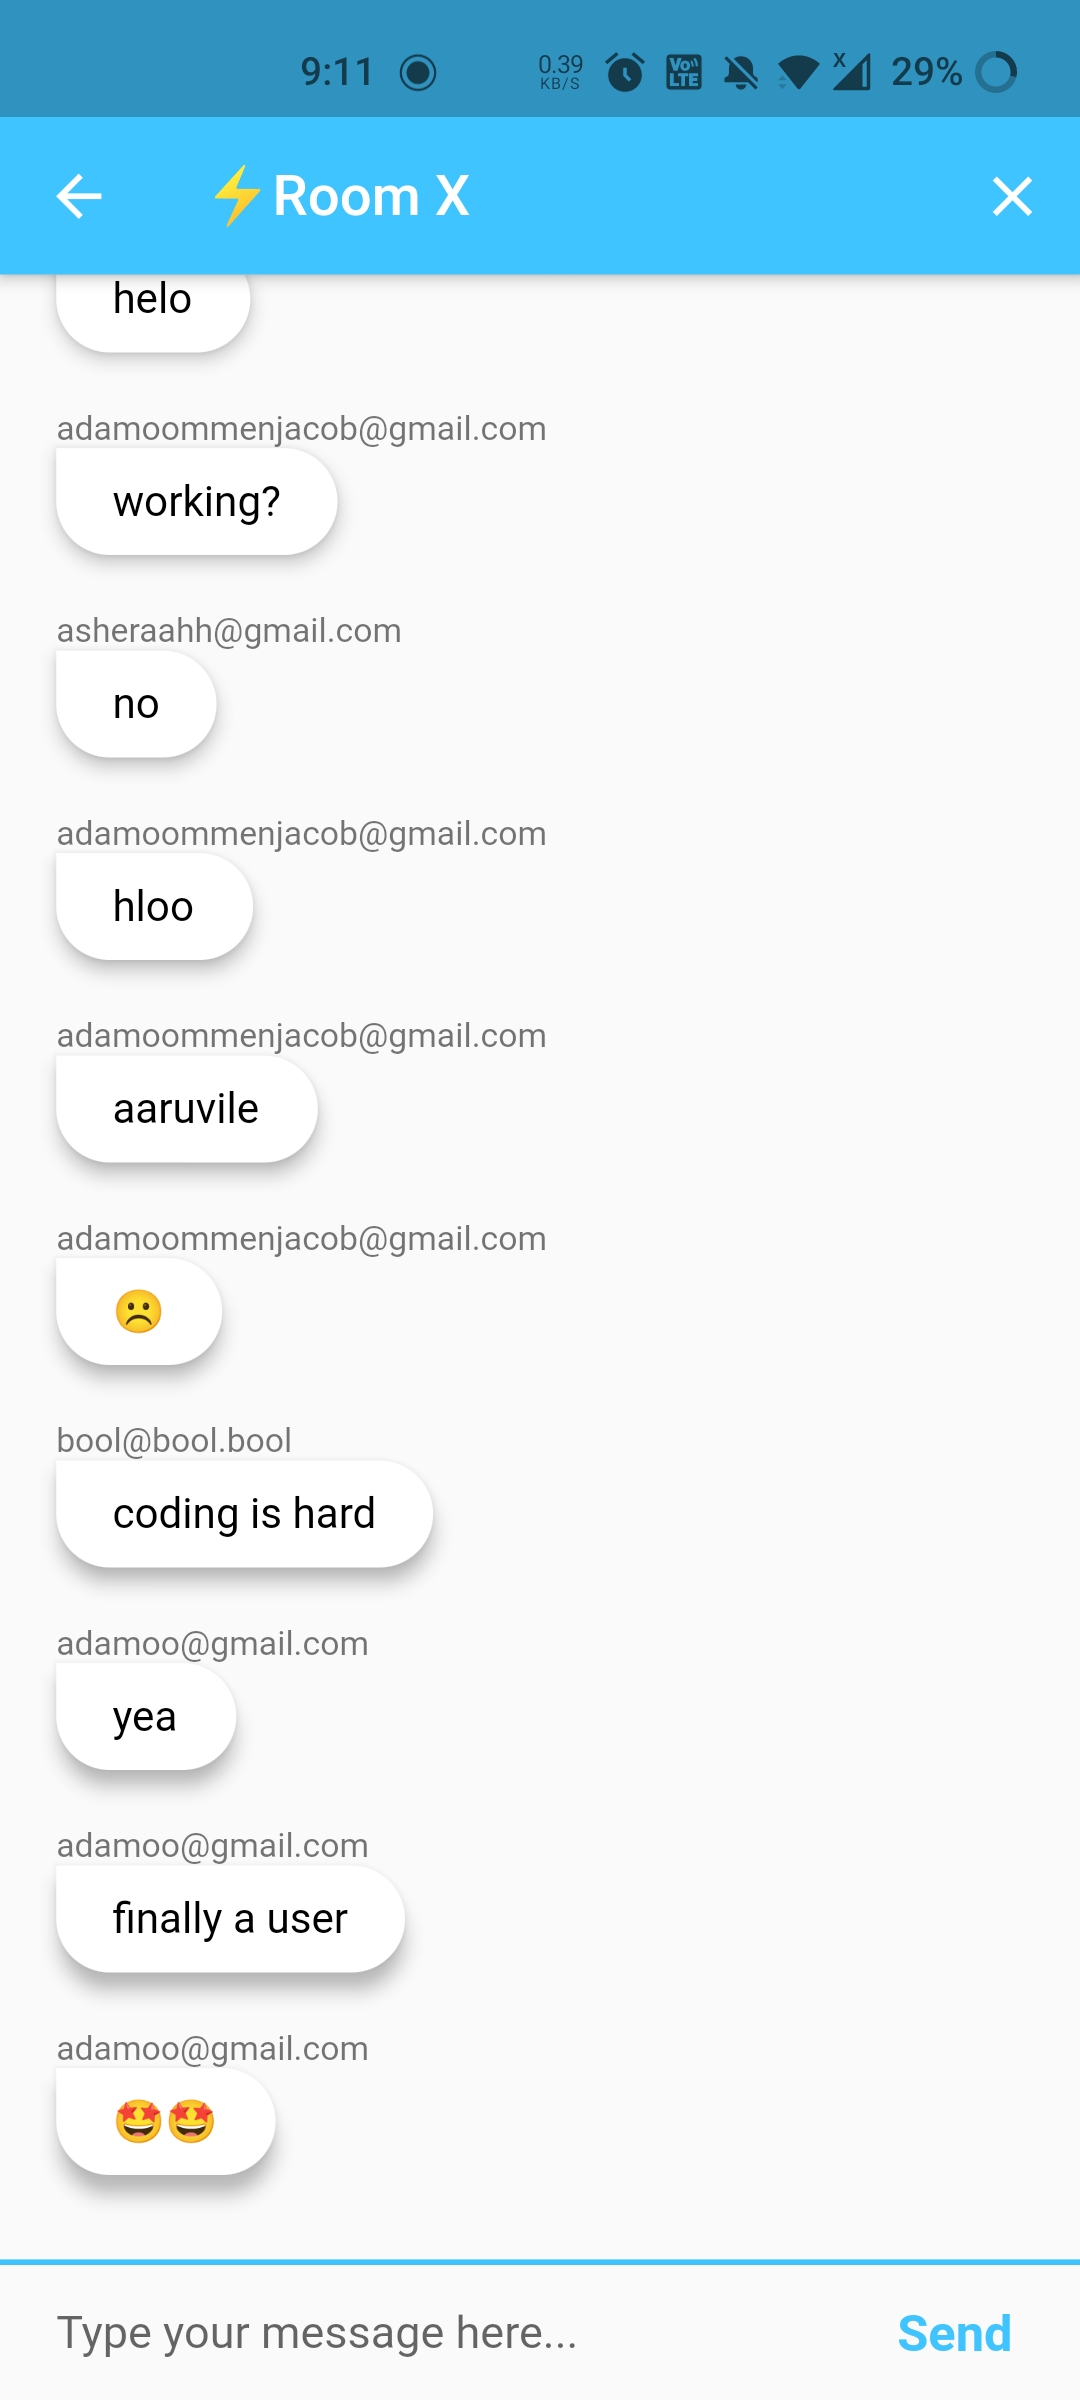 9:11 0.39 KB/S VoLTE X 29%
⚡Room X
helo
adamoommenjacob@gmail.com
working?
asheraahh@gmail.com
no
adamoommenjacob@gmail.com
hloo
adamoommenjacob@gmail.com
aaruvile
adamoommenjacob@gmail.com
☹️
bool@bool.bool
coding is hard
adamoo@gmail.com
yea
adamoo@gmail.com
finally a user
adamoo@gmail.com
🤩🤩
Type your message here... Send